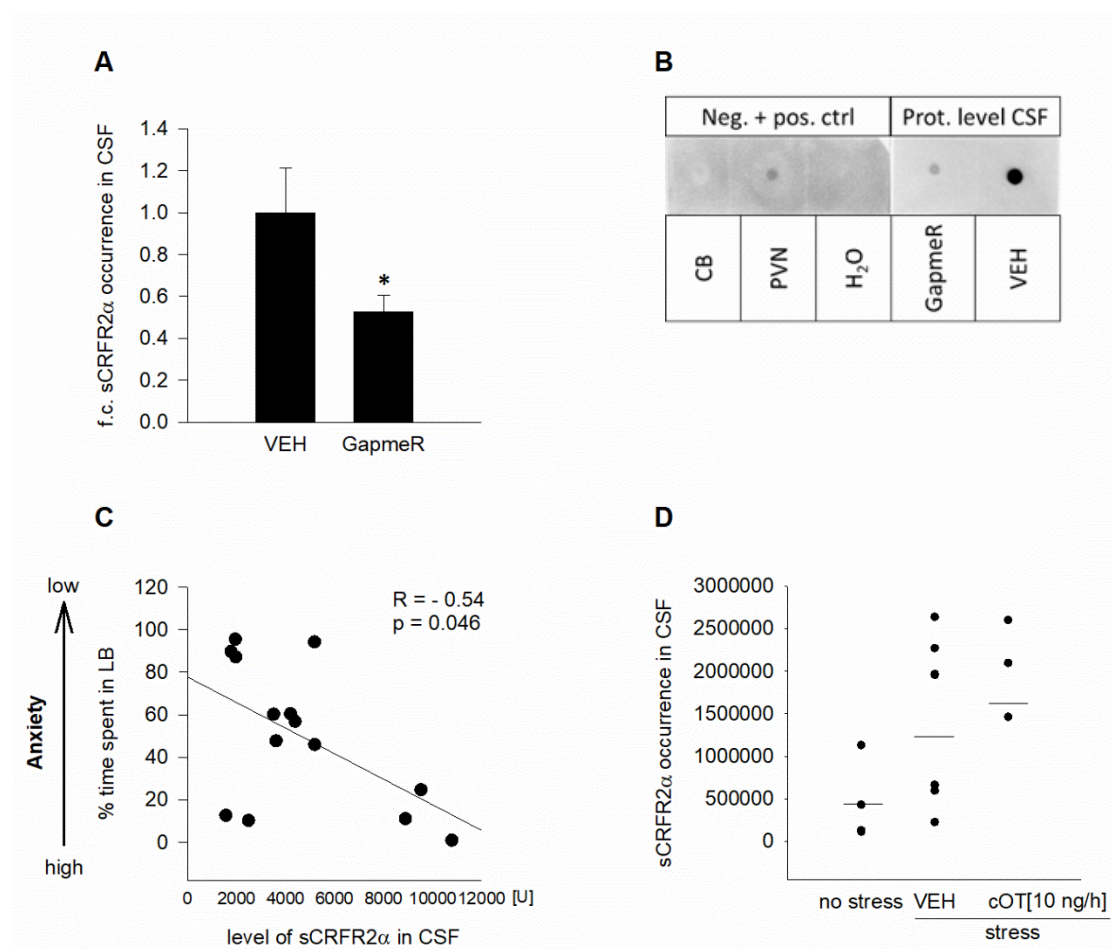 A
f.c. sCRFR2α occurrence in CSF
1.4
1.2
1.0
0.8
0.6
0.4
0.2
0.0
*
VEH GapmeR
B
Neg. + pos. ctrl Prot. level CSF
CB PVN H₂O GapmeR VEH
C
low
Anxiety
high
% time spent in LB
120
100
80
60
40
20
0
R = - 0.54
p = 0.046
0 2000 4000 6000 8000 10000 12000 [U]
level of sCRFR2α in CSF
D
sCRFR2α occurrence in CSF
3000000
2500000
2000000
1500000
1000000
500000
0
no stress VEH cOT[10 ng/h]
stress